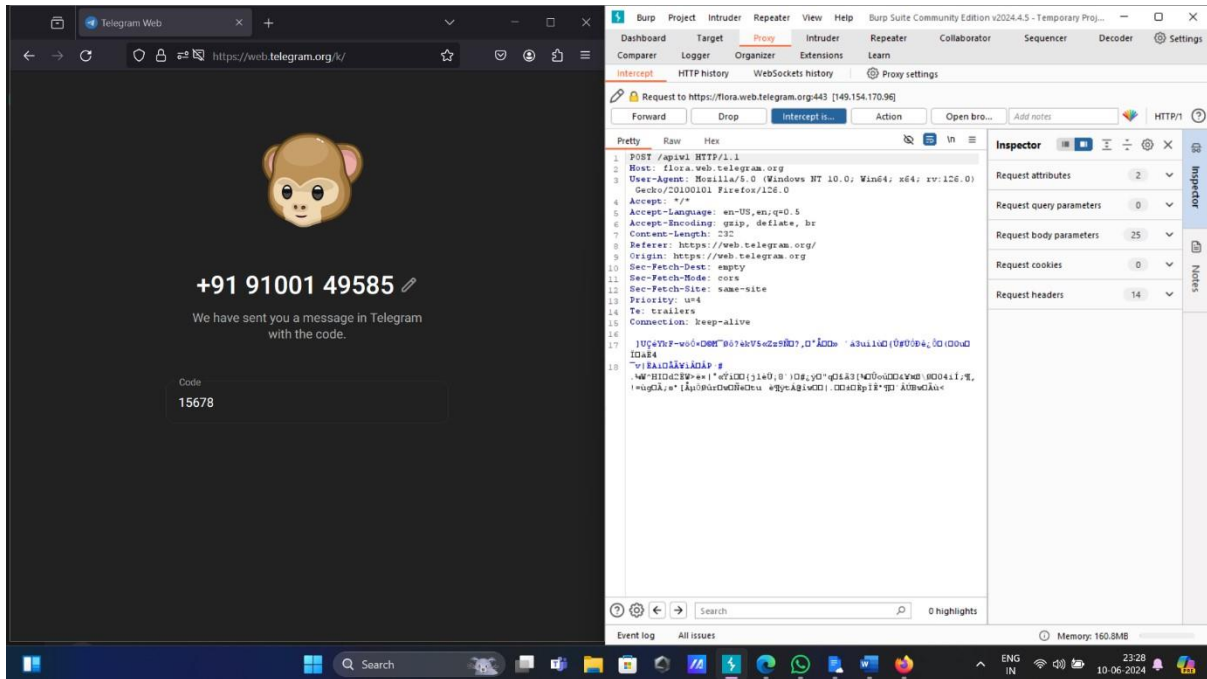 Telegram Web
https://web.telegram.org/k/
+91 91001 49585
We have sent you a message in Telegram
with the code.
Code
15678
Burp Project Intruder Repeater View Help Burp Suite Community Edition v2024.4.5 - Temporary Proj...
Dashboard Target Proxy Intruder Repeater Collaborator Sequencer Decoder Settings
Comparer Logger Organizer Extensions Learn
Intercept HTTP history WebSockets history Proxy settings
Request to https://flora.web.telegram.org:443 [149.154.170.96]
Forward Drop Intercept is... Action Open bro... Add notes HTTP/1
Pretty Raw Hex \n
1 POST /apiw1 HTTP/1.1
2 Host: flora.web.telegram.org
3 User-Agent: Mozilla/5.0 (Windows NT 10.0; Win64; x64; rv:126.0)
Gecko/20100101 Firefox/126.0
4 Accept: */*
5 Accept-Language: en-US,en;q=0.5
6 Accept-Encoding: gzip, deflate, br
7 Content-Length: 232
8 Referer: https://web.telegram.org/
9 Origin: https://web.telegram.org
10 Sec-Fetch-Dest: empty
11 Sec-Fetch-Mode: cors
12 Sec-Fetch-Site: same-site
13 Priority: u=4
14 Te: trailers
15 Connection: keep-alive
16
17
18
Inspector
Request attributes 2
Request query parameters 0
Request body parameters 25
Request cookies 0
Request headers 14
Inspector
Notes
Search 0 highlights
Event log All issues Memory: 160.8MB
Search
ENG
IN
23:28
10-06-2024